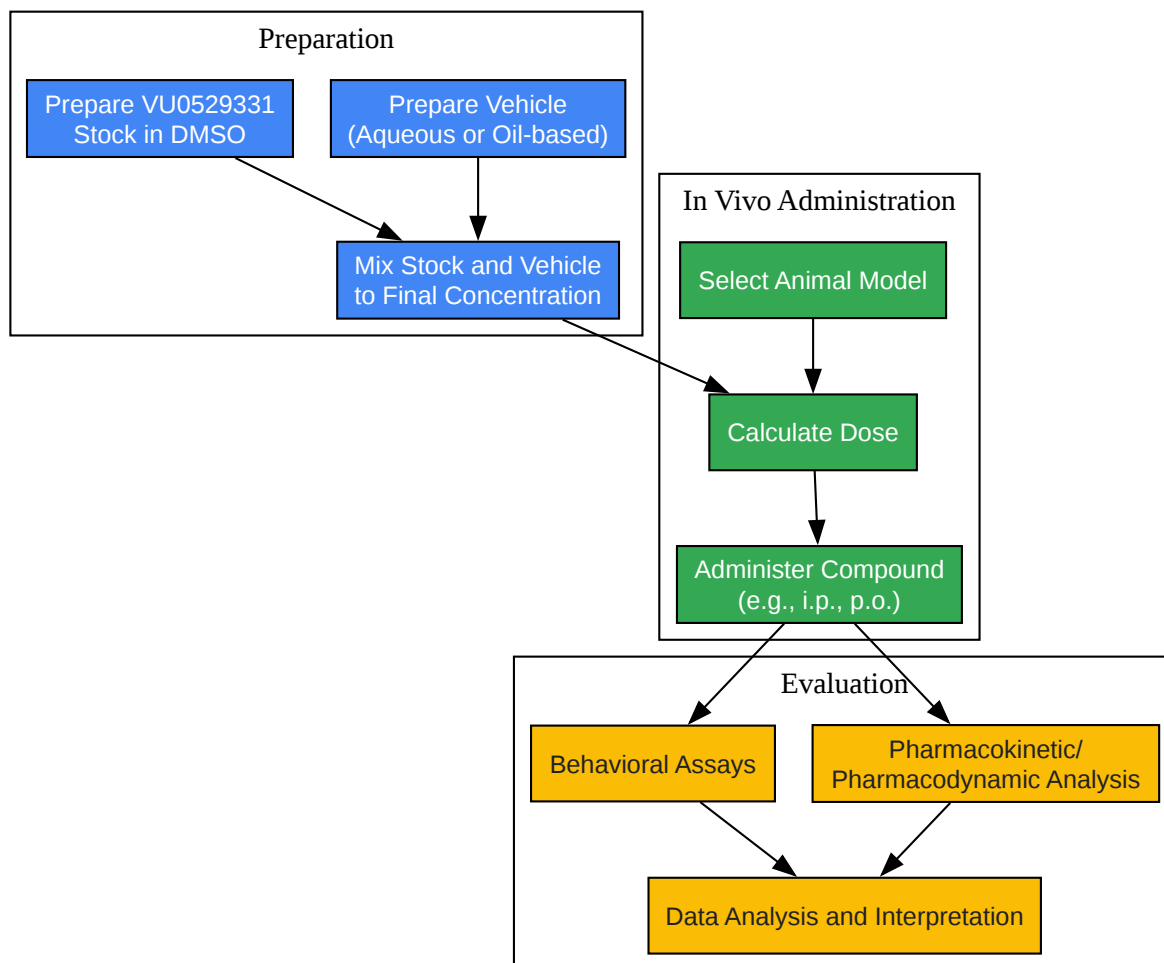 Preparation
Prepare VU0529331
Stock in DMSO
Prepare Vehicle
(Aqueous or Oil-based)
Mix Stock and Vehicle
to Final Concentration
In Vivo Administration
Select Animal Model
Calculate Dose
Administer Compound
(e.g., i.p., p.o.)
Evaluation
Behavioral Assays
Pharmacokinetic/
Pharmacodynamic Analysis
Data Analysis and Interpretation